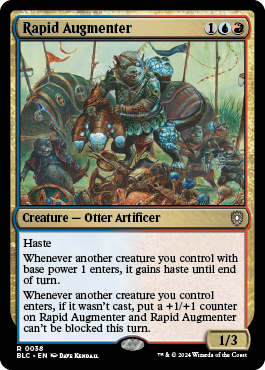 Rapid Augmenter 1
Creature — Otter Artificer
Haste
Whenever another creature you control with
base power 1 enters, it gains haste until end
of turn.
Whenever another creature you control
enters, if it wasn't cast, put a +1/+1 counter
on Rapid Augmenter and Rapid Augmenter
can't be blocked this turn.
1/3
R 0038
BLC • EN Dave Kendall
™ & © 2024 Wizards of the Coast